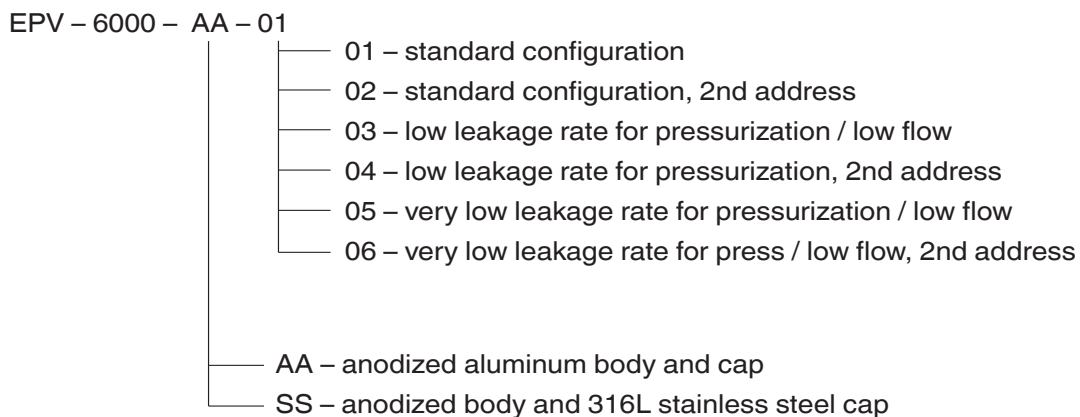 EPV – 6000 – AA – 01
01 – standard configuration
02 – standard configuration, 2nd address
03 – low leakage rate for pressurization / low flow
04 – low leakage rate for pressurization, 2nd address
05 – very low leakage rate for pressurization / low flow
06 – very low leakage rate for press / low flow, 2nd address
AA – anodized aluminum body and cap
SS – anodized body and 316L stainless steel cap